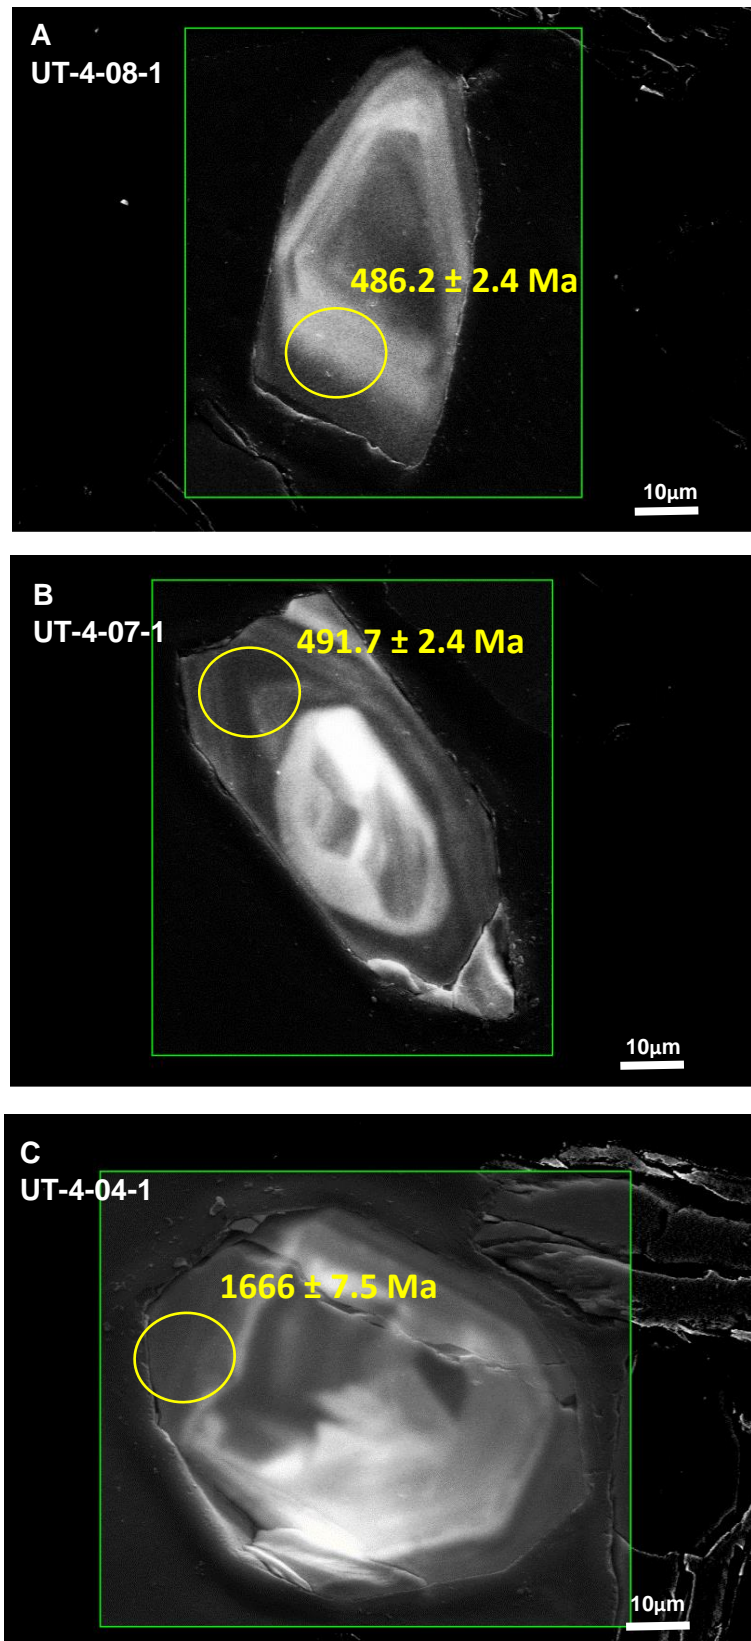 A
UT-4-08-1
486.2 ± 2.4 Ma
10µm
B
UT-4-07-1
491.7 ± 2.4 Ma
10µm
C
UT-4-04-1
1666 ± 7.5 Ma
10µm